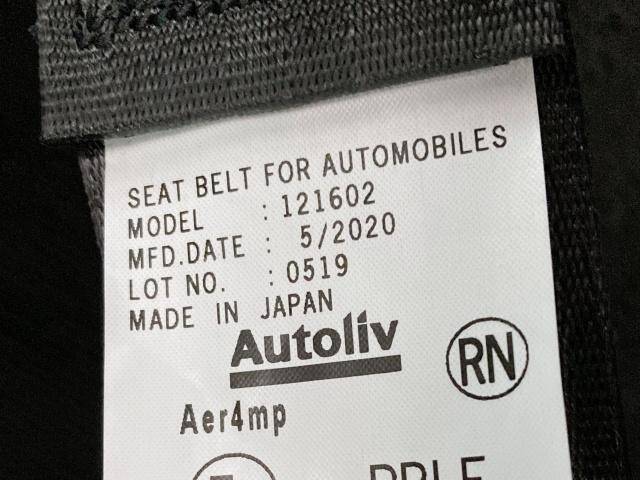 SEAT BELT FOR AUTOMOBILES
MODEL : 121602
MFD.DATE : 5/2020
LOT NO. : 0519
MADE IN JAPAN
Autoliv
RN
Aer4mp